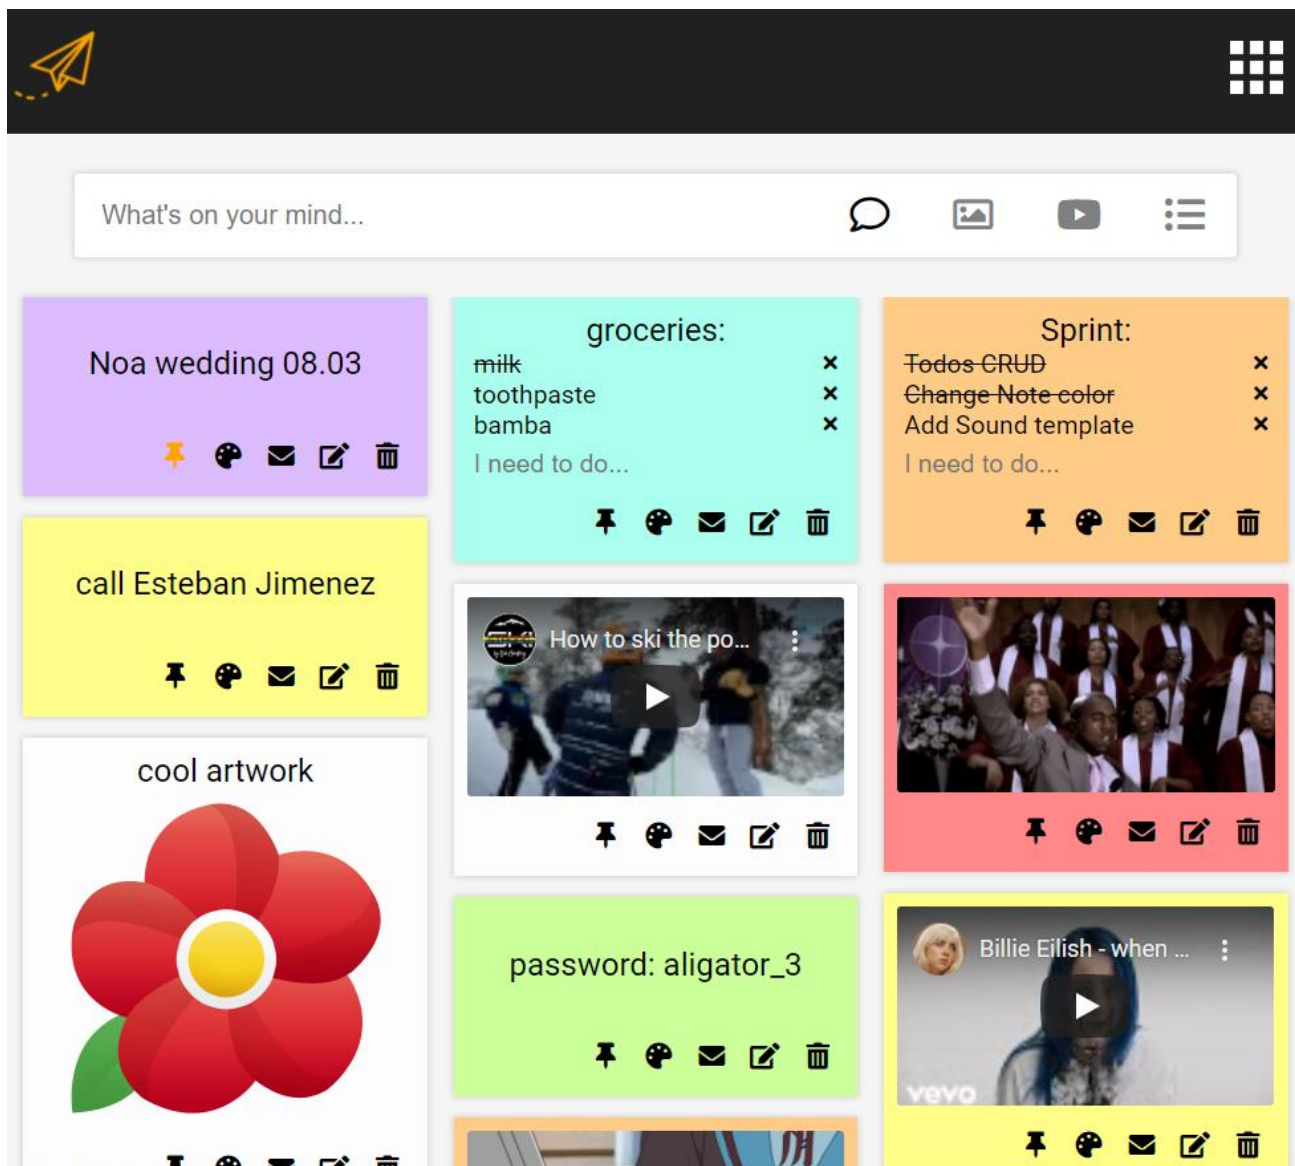 What's on your mind...
Noa wedding 08.03
call Esteban Jimenez
cool artwork
groceries:
milk
toothpaste
bamba
I need to do...
SKI
How to ski the po...
password: aligator_3
Sprint:
Todos CRUD
Change Note color
Add Sound template
I need to do...
Billie Eilish - when ...
vevo